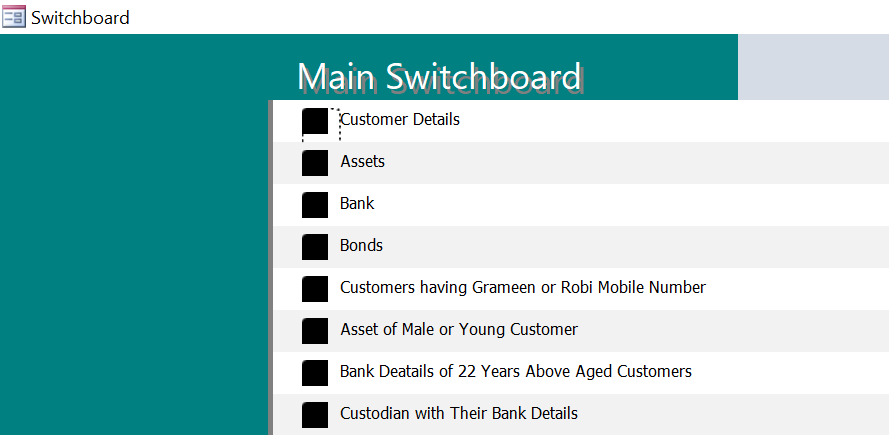 Switchboard
Main Switchboard
Customer Details
Assets
Bank
Bonds
Customers having Grameen or Robi Mobile Number
Asset of Male or Young Customer
Bank Deatails of 22 Years Above Aged Customers
Custodian with Their Bank Details